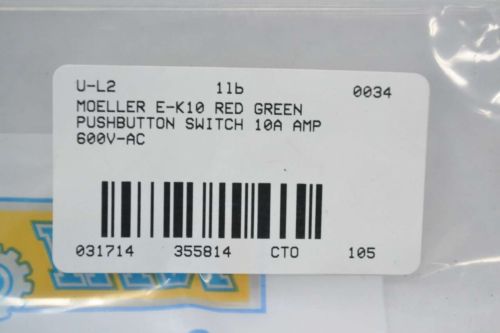 U-L2 1lb 0034
MOELLER E-K10 RED GREEN
PUSHBUTTON SWITCH 10A AMP
600V-AC
031714 355814 CTO 105